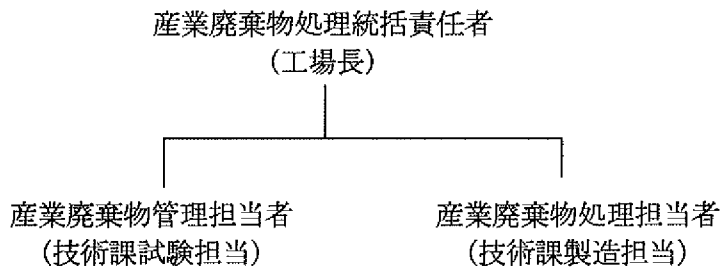 産業廃棄物処理統括責任者
(工場長)
産業廃棄物管理担当者
(技術課試験担当)
産業廃棄物処理担当者
(技術課製造担当)